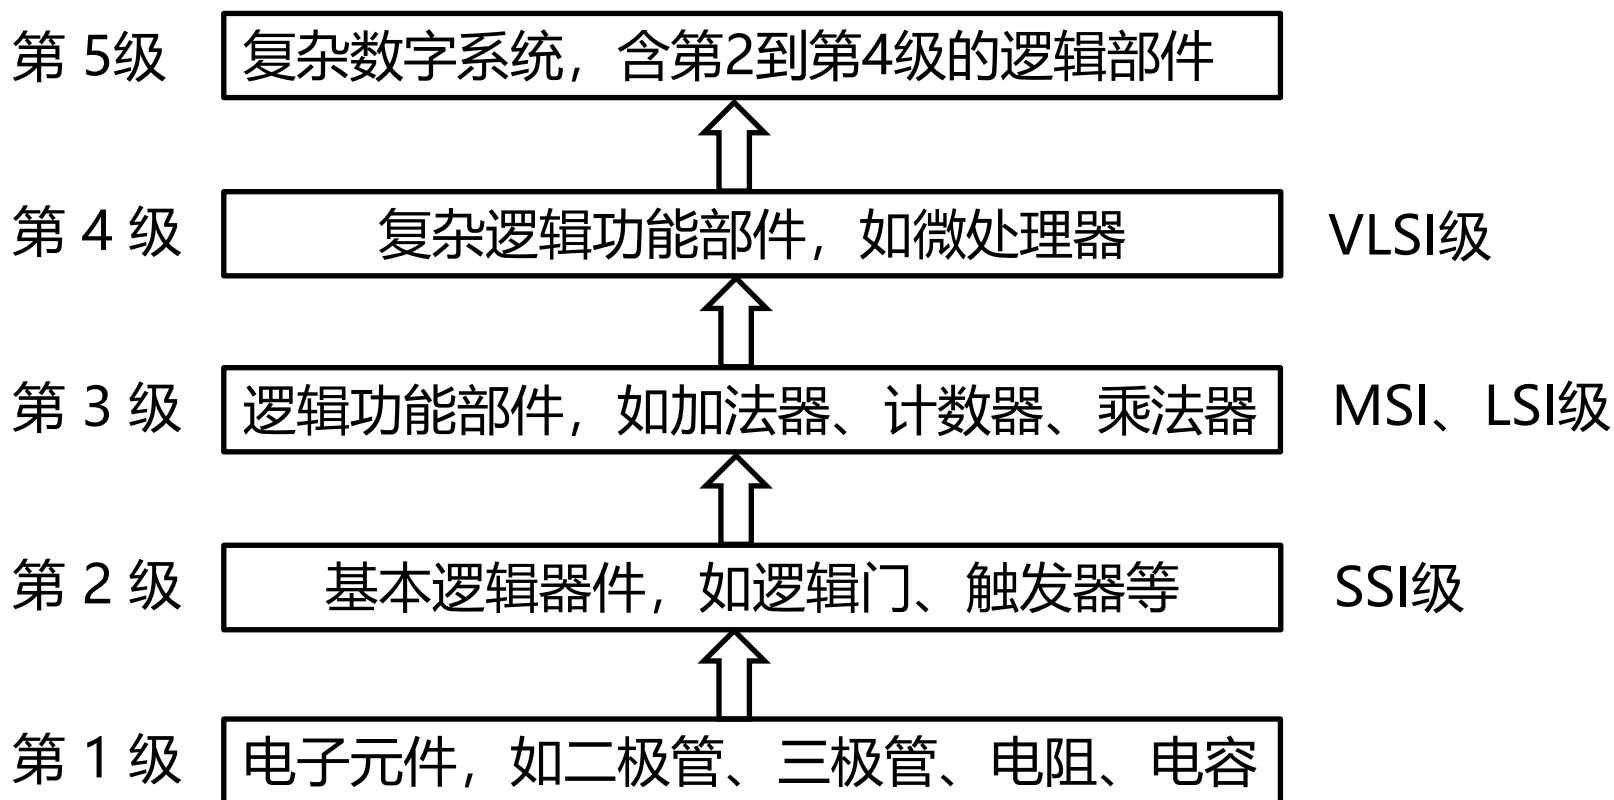 第 5级 复杂数字系统，含第2到第4级的逻辑部件
第 4 级 复杂逻辑功能部件，如微处理器 VLSI级
第 3 级 逻辑功能部件，如加法器、计数器、乘法器 MSI、LSI级
第 2 级 基本逻辑器件，如逻辑门、触发器等 SSI级
第 1 级 电子元件，如二极管、三极管、电阻、电容